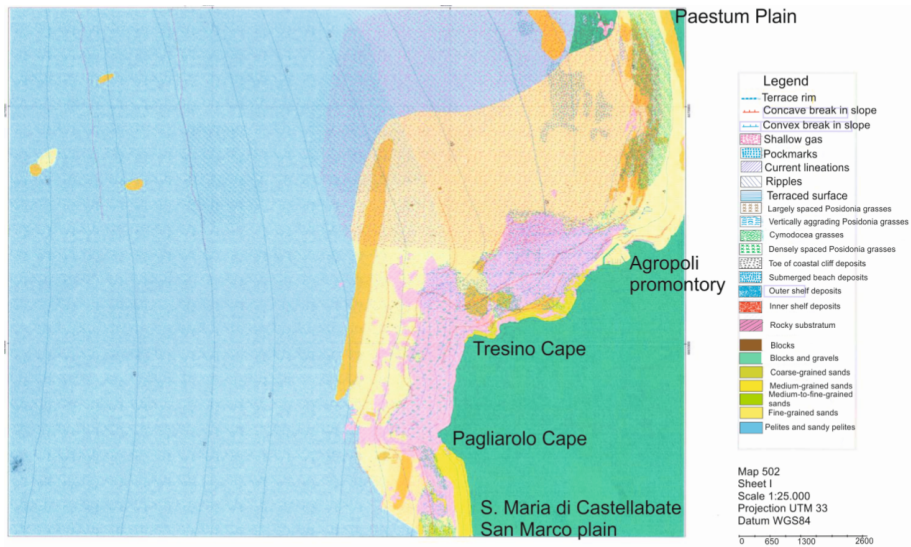 Paestum Plain
Agropoli
promontory
Tresino Cape
Pagliarolo Cape
S. Maria di Castellabate
San Marco plain
Legend
Terrace rim
Concave break in slope
Convex break in slope
Shallow gas
Pockmarks
Current lineations
Ripples
Terraced surface
Largely spaced Posidonia grasses
Vertically aggrading Posidonia grasses
Cymodocea grasses
Densely spaced Posidonia grasses
Toe of coastal cliff deposits
Submerged beach deposits
Outer shelf deposits
Inner shelf deposits
Rocky substratum
Blocks
Blocks and gravels
Coarse-grained sands
Medium-grained sands
Medium-to-fine-grained
sands
Fine-grained sands
Pelites and sandy pelites
Map 502
Sheet I
Scale 1:25.000
Projection UTM 33
Datum WGS84
0 650 1300 2600